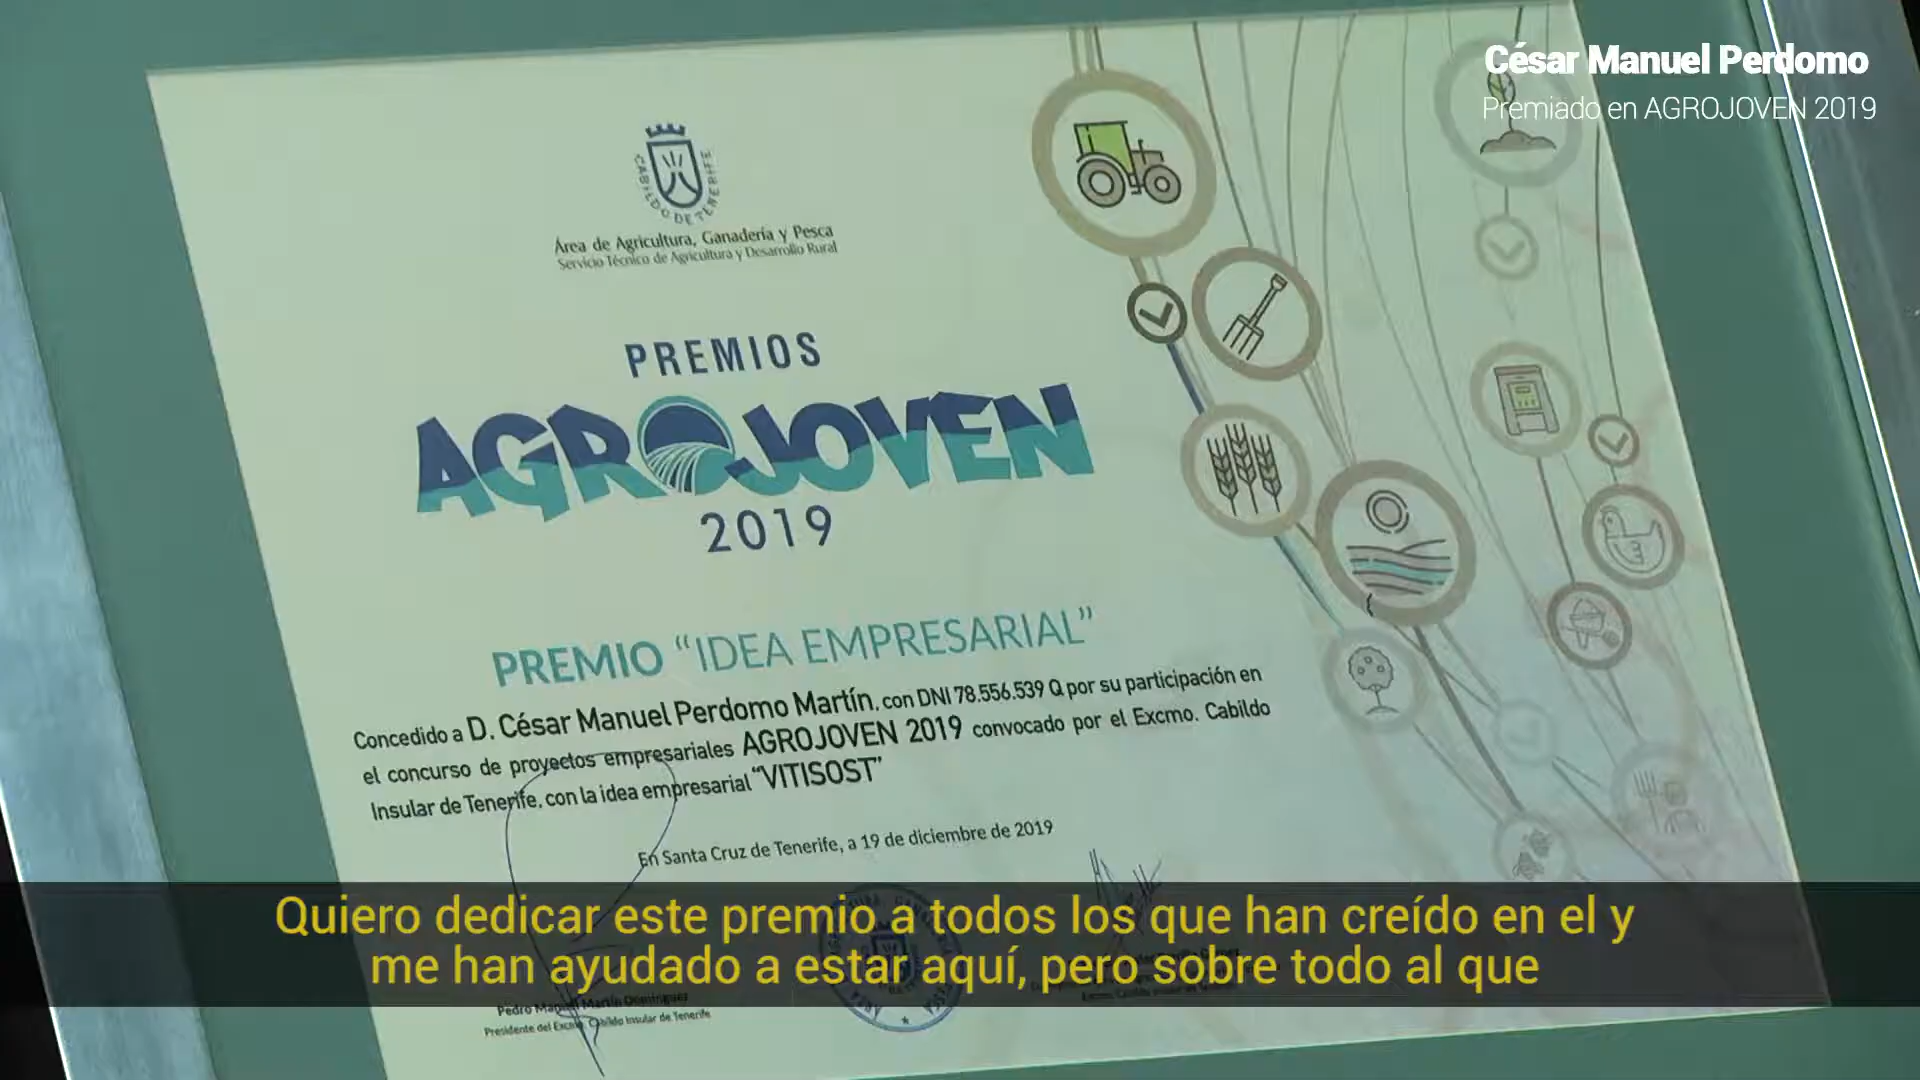 César Manuel Perdomo
Premiado en AGROJOVEN 2019
CABILDO DE TENERIFE
Área de Agricultura, Ganadería y Pesca
Servicio Técnico de Agricultura y Desarrollo Rural
PREMIOS
AGROJOVEN
2019
PREMIO “IDEA EMPRESARIAL”
Concedido a D. César Manuel Perdomo Martín, con DNI 78.556.539 Q por su participación en
el concurso de proyectos empresariales AGROJOVEN 2019 convocado por el Excmo. Cabildo
Insular de Tenerife, con la idea empresarial “VITISOST”
En Santa Cruz de Tenerife, a 19 de diciembre de 2019
Quiero dedicar este premio a todos los que han creído en el y
me han ayudado a estar aquí, pero sobre todo al que
Pedro Manuel Martín Domínguez
Presidente del Excmo. Cabildo Insular de Tenerife